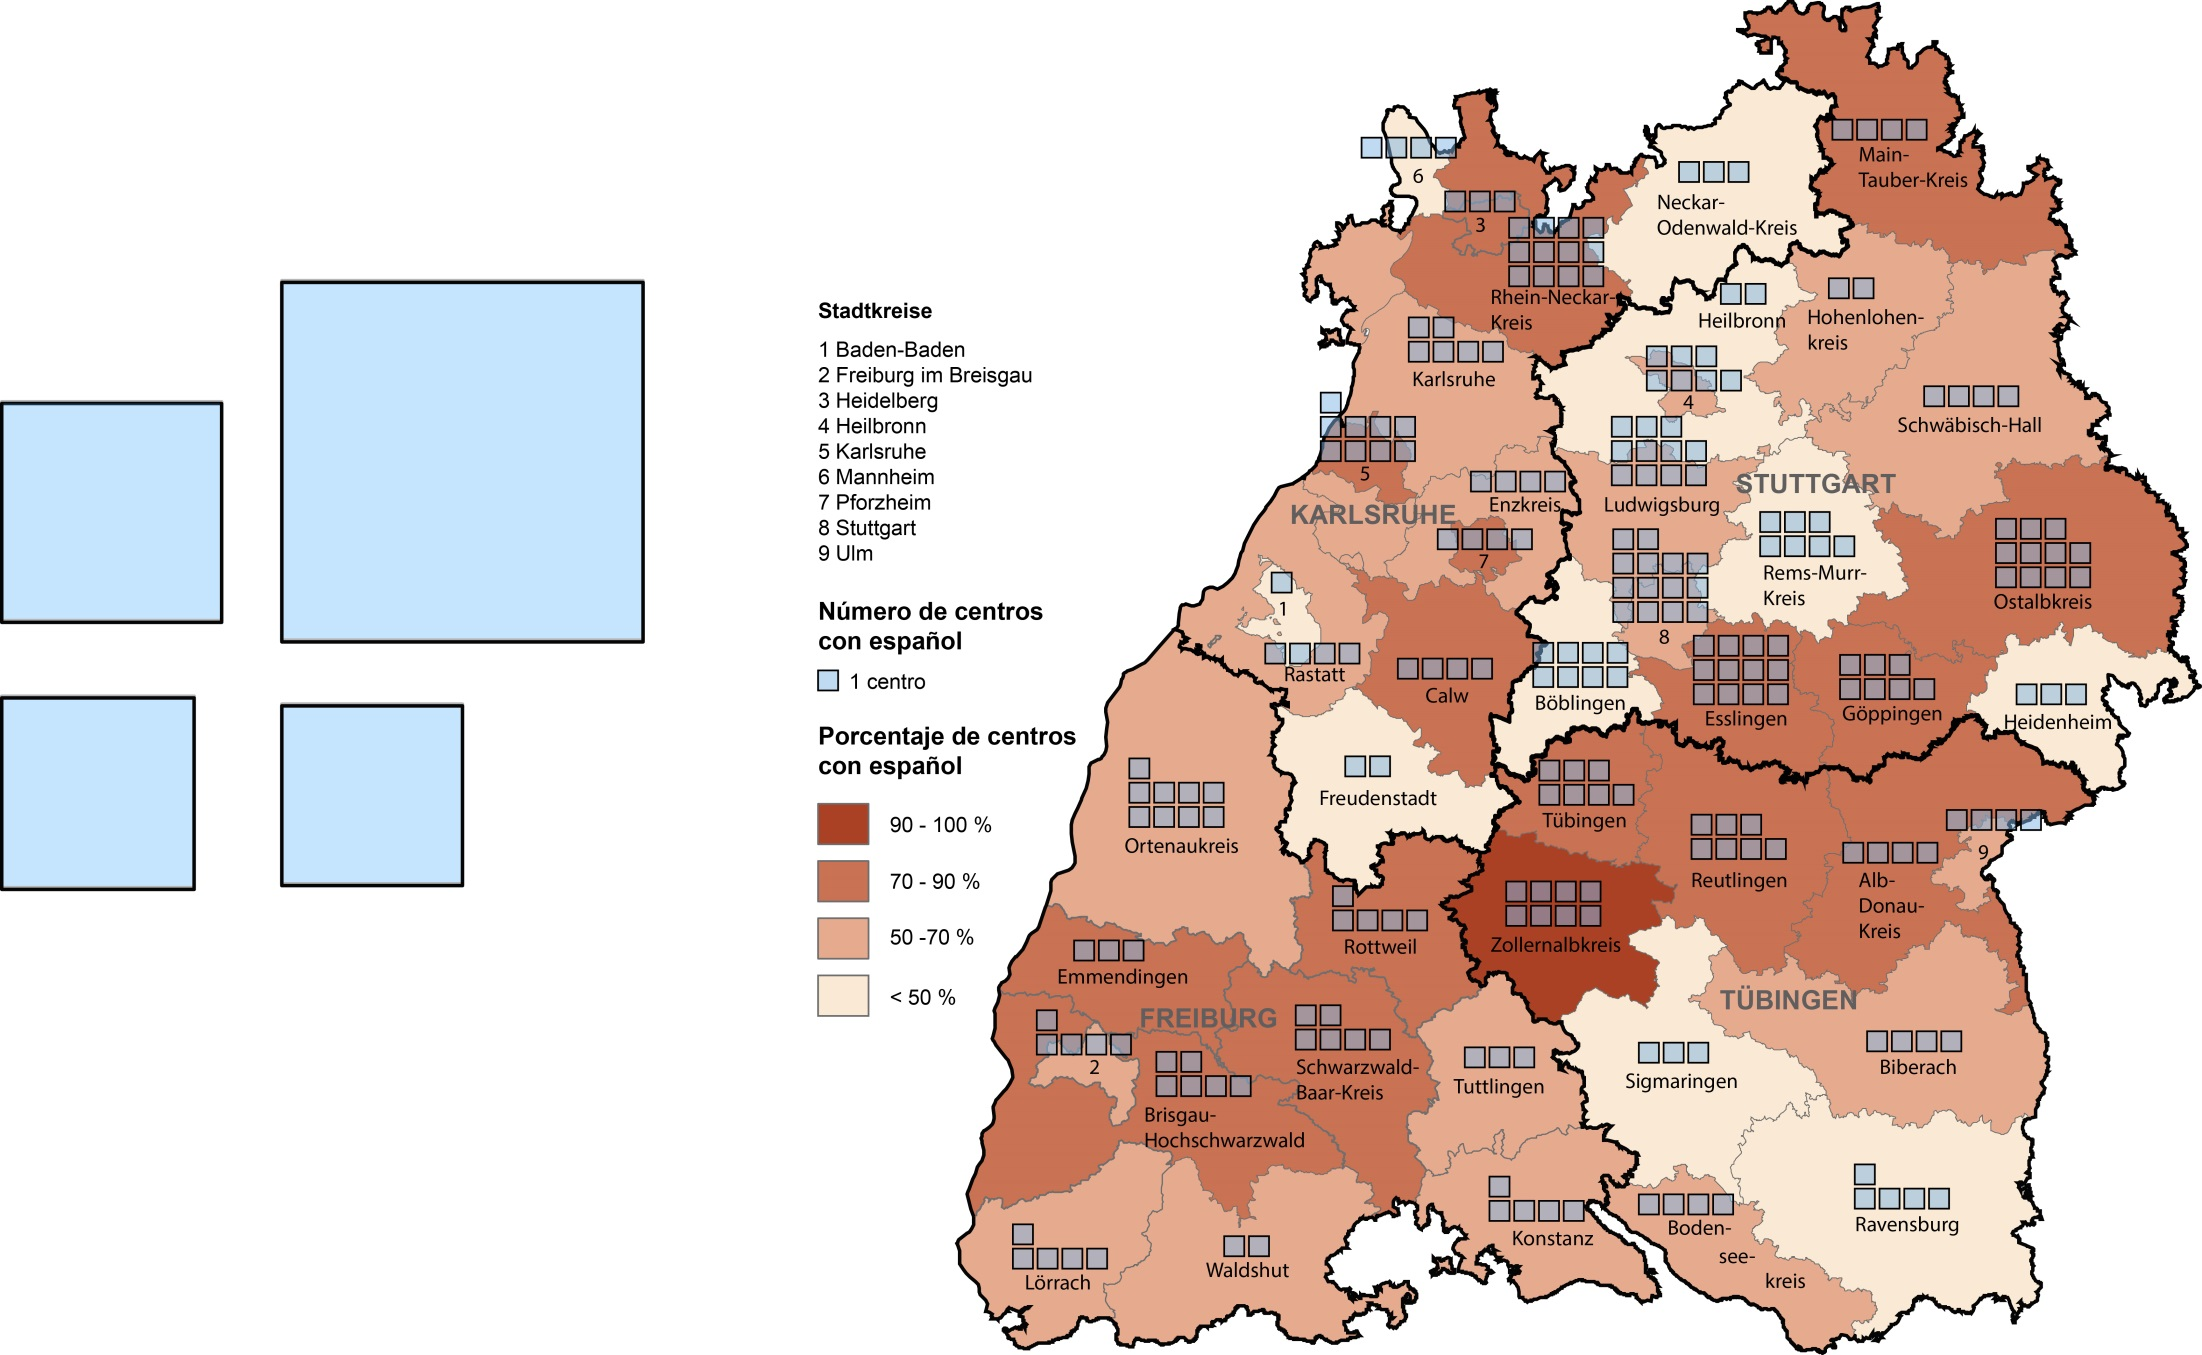 Stadtkreise
1 Baden-Baden
2 Freiburg im Breisgau
3 Heidelberg
4 Heilbronn
5 Karlsruhe
6 Mannheim
7 Pforzheim
8 Stuttgart
9 Ulm
Número de centros
con español
1 centro
Porcentaje de centros
con español
90 - 100 %
70 - 90 %
50 -70 %
< 50 %
Main-
Tauber-Kreis
6
Neckar-
Odenwald-Kreis
3
Rhein-Neckar-
Kreis
Heilbronn
Hohenlohen-
kreis
Karlsruhe
4
Schwäbisch-Hall
5
STUTTGART
Enzkreis
Ludwigsburg
KARLSRUHE
7
Rems-Murr-
Kreis
Ostalbkreis
1
8
Rastatt
Calw
Böblingen
Esslingen
Göppingen
Heidenheim
Freudenstadt
Tübingen
Ortenaukreis
9
Reutlingen
Alb-
Donau-
Kreis
Rottweil
Zollernalbkreis
Emmendingen
FREIBURG
TÜBINGEN
2
Schwarzwald-
Baar-Kreis
Tuttlingen
Sigmaringen
Biberach
Brisgau-
Hochschwarzwald
Ravensburg
Boden-
see-
kreis
Konstanz
Waldshut
Lörrach